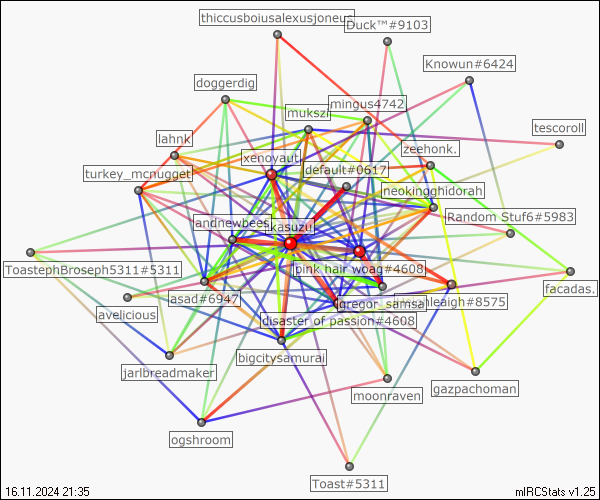 thiccusboiusalexusjoneus
Duck™#9103
Knowun#6424
doggerdig
mingus4742
mukszi
tescoroll
lahnk
zeehonk.
xenoyaut
default#0617
turkey_mcnugget
neokingghidorah
Random Stuf6#5983
andnewbees
kasuzu
ToastephBroseph5311#5311
pink hair woag#4608
facadas.
asad#6947
gregor_samsa
ahleigh#8575
avelicious
disaster of passion#4608
bigcitysamurai
jarlbreadmaker
gazpachoman
moonraven
ogshroom
Toast#5311
16.11.2024 21:35
mIRCStats v1.25